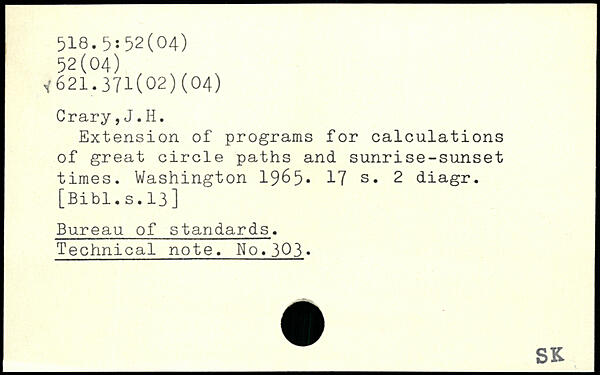 518.5:52(04)
52(04)
√621.371(02)(04)
Crary,J.H.
Extension of programs for calculations
of great circle paths and sunrise-sunset
times. Washington 1965. 17 s. 2 diagr.
[Bibl.s.13]
Bureau of standards.
Technical note. No.303.
SK